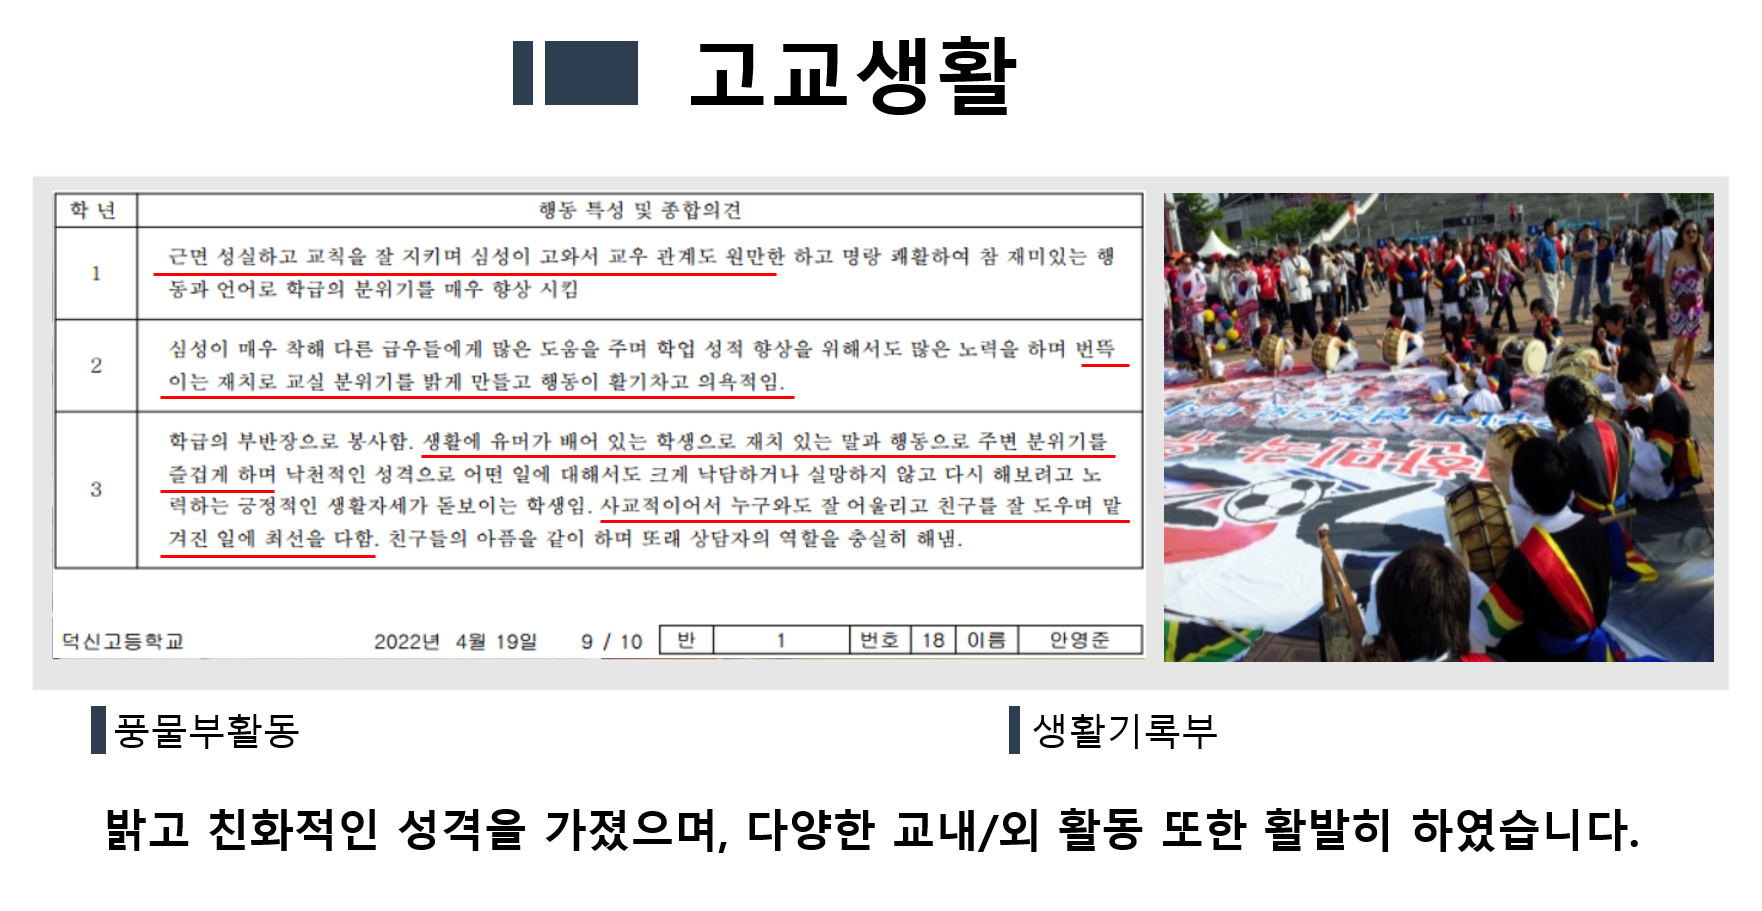 고교생활
학 년 행동 특성 및 종합의견
1 근면 성실하고 교칙을 잘 지키며 심성이 고와서 교우 관계도 원만한 하고 명랑 쾌활하여 참 재미있는 행
동과 언어로 학급의 분위기를 매우 향상 시킴
2 심성이 매우 착해 다른 급우들에게 많은 도움을 주며 학업 성적 향상을 위해서도 많은 노력을 하며 번뜩
이는 재치로 교실 분위기를 밝게 만들고 행동이 활기차고 의욕적임.
3 학급의 부반장으로 봉사함. 생활에 유머가 배어 있는 학생으로 재치 있는 말과 행동으로 주변 분위기를
즐겁게 하며 낙천적인 성격으로 어떤 일에 대해서도 크게 낙담하거나 실망하지 않고 다시 해보려고 노
력하는 긍정적인 생활자세가 돋보이는 학생임. 사교적이어서 누구와도 잘 어울리고 친구를 잘 도우며 맡
겨진 일에 최선을 다함. 친구들의 아픔을 같이 하며 또래 상담자의 역할을 충실히 해냄.
덕신고등학교 2022년 4월 19일 9 / 10 반 1 번호 18 이름 안영준
풍물부활동 생활기록부
밝고 친화적인 성격을 가졌으며, 다양한 교내/외 활동 또한 활발히 하였습니다.